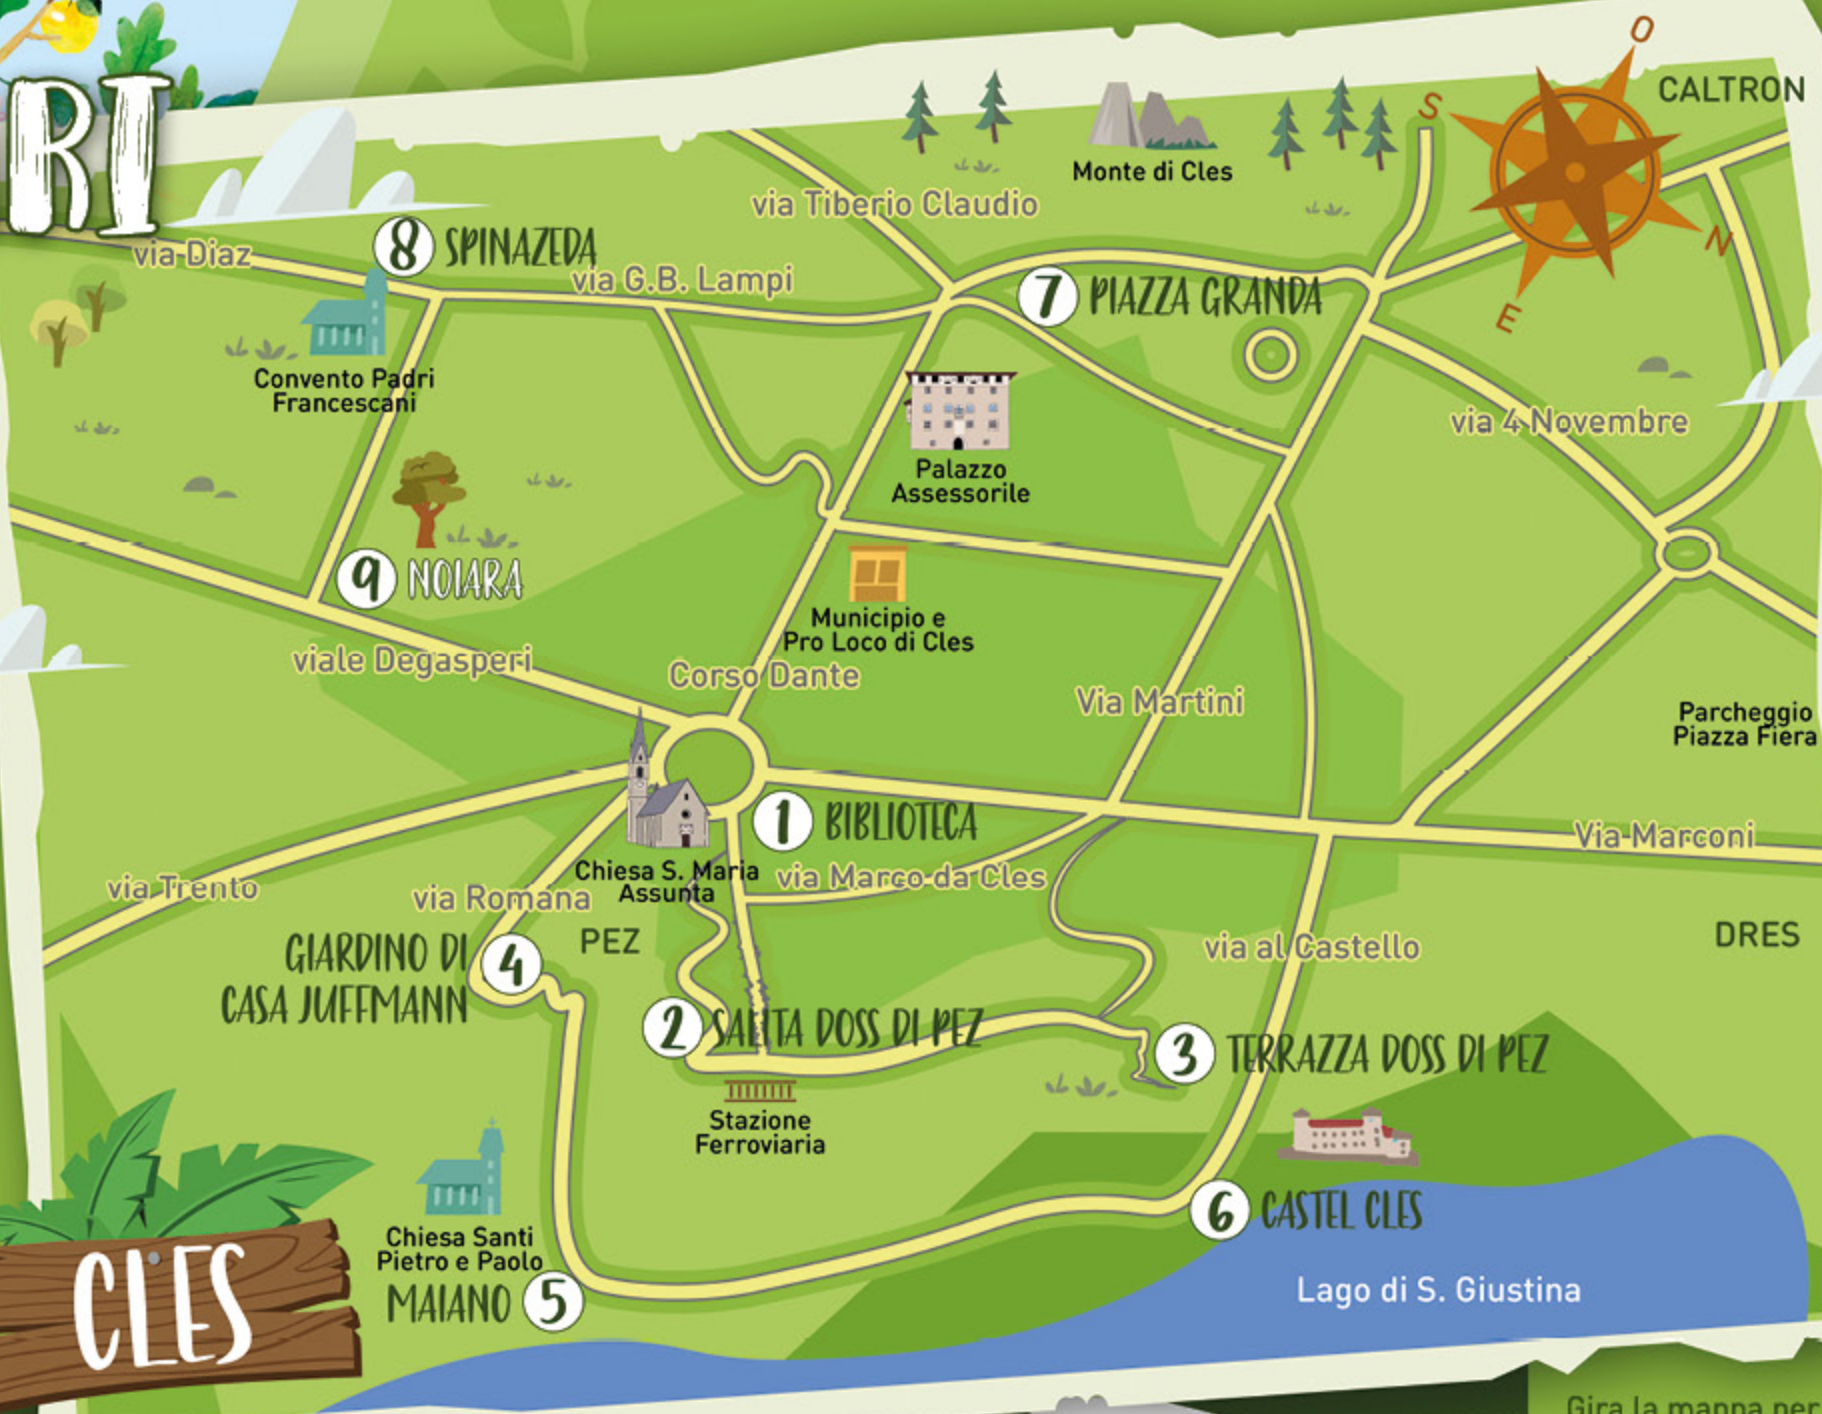 RI
O
S
N
E
CALTRON
Monte di Cles
via Tiberio Claudio
8 SPINAZEDA
via Diaz
via G.B. Lampi
7 PIAZZA GRANDA
Convento Padri
Francescani
via 4 Novembre
Palazzo
Assessorile
9 NOIARA
Municipio e
Pro Loco di Cles
viale Degasperi
Corso Dante
Via Martini
Parcheggio
Piazza Fiera
1 BIBLIOTECA
Via Marconi
Chiesa S. Maria
Assunta
via Marco da Cles
via Trento
via Romana
PEZ
DRES
via al Castello
GIARDINO DI
CASA JUFFMANN
4
2 SALITA DOSS DI PEZ
3 TERRAZZA DOSS DI PEZ
Stazione
Ferroviaria
6 CASTEL CLES
Chiesa Santi
Pietro e Paolo
MAIANO 5
CLES
Lago di S. Giustina
Gira la mappa per